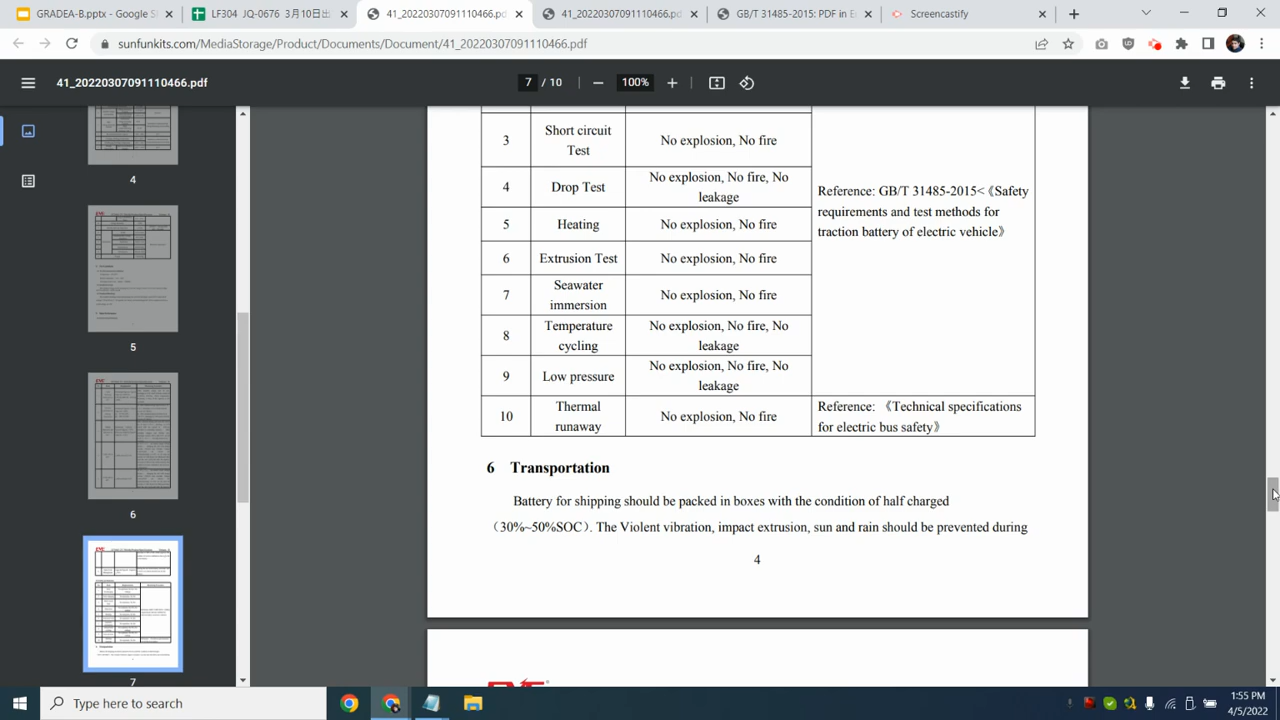 GRADEA-B.pptx - Google S
LF304 JQ-0676 3月10日出
41_20220307091110466.pdf
41_20220307091110466.pdf
GB/T 31485-2015: PDF in E
Screencastify
sunfunkits.com/MediaStorage/Product/Documents/Document/41_20220307091110466.pdf
41_20220307091110466.pdf
7 / 10
100%
4
5
6
7
3
Short circuit
Test
No explosion, No fire
4
Drop Test
No explosion, No fire, No
leakage
5
Heating
No explosion, No fire
6
Extrusion Test
No explosion, No fire
7
Seawater
immersion
No explosion, No fire
8
Temperature
cycling
No explosion, No fire, No
leakage
9
Low pressure
No explosion, No fire, No
leakage
Reference: GB/T 31485-2015<《Safety
requirements and test methods for
traction battery of electric vehicle》
10
Thermal
runaway
No explosion, No fire
Reference: 《Technical specifications
for electric bus safety》
6 Transportation
Battery for shipping should be packed in boxes with the condition of half charged
（30%~50%SOC）. The Violent vibration, impact extrusion, sun and rain should be prevented during
4
Type here to search
1:55 PM
4/5/2022